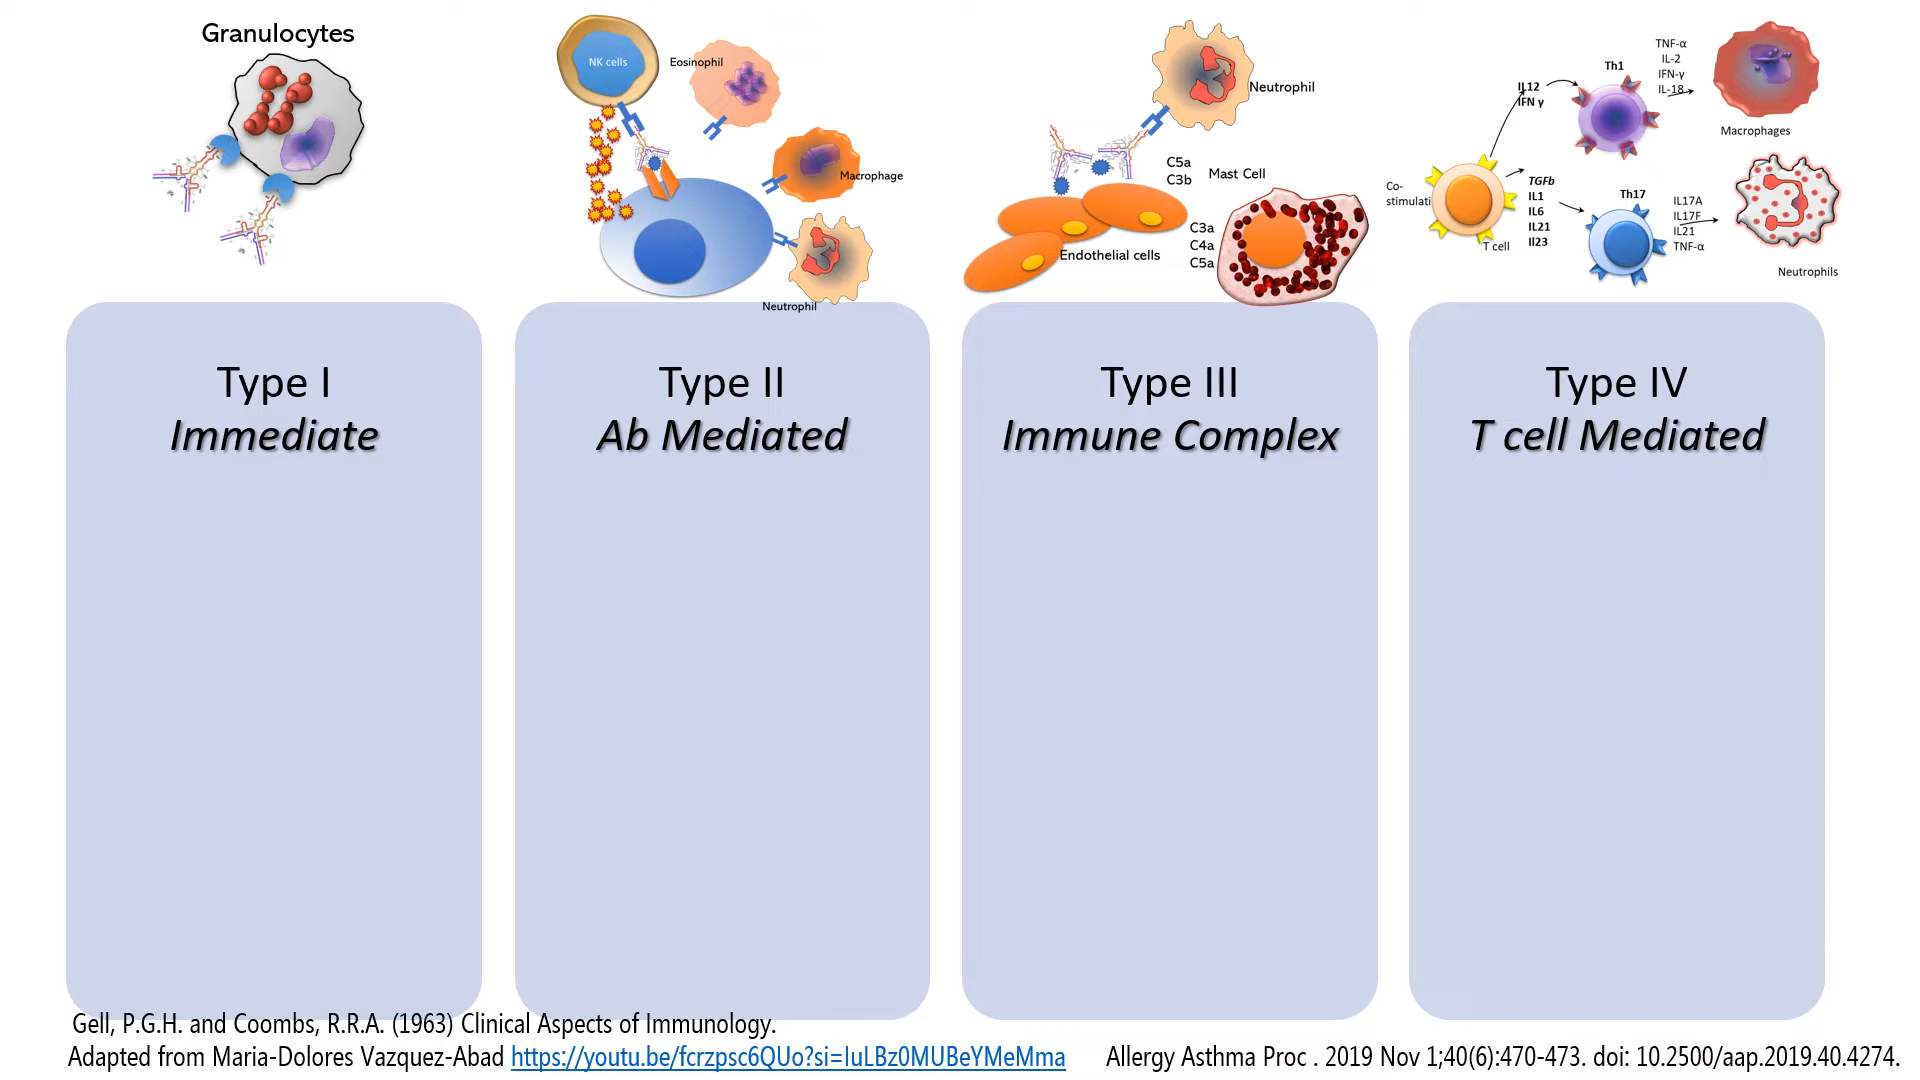 Granulocytes
NK cells
Eosinophil
Macrophage
Neutrophil
Neutrophil
C5a
C3b
Mast Cell
C3a
C4a
C5a
Endothelial cells
Co-
stimulati
T cell
IL12
IFN γ
TGFb
IL1
IL6
IL21
Il23
Th1
TNF-α
IL-2
IFN-γ
IL-18
Macrophages
Th17
IL17A
IL17F
IL21
TNF-α
Neutrophils
Type I
Immediate
Type II
Ab Mediated
Type III
Immune Complex
Type IV
T cell Mediated
Gell, P.G.H. and Coombs, R.R.A. (1963) Clinical Aspects of Immunology.
Adapted from Maria-Dolores Vazquez-Abad https://youtu.be/fcrzpsc6QUo?si=IuLBz0MUBeYMeMma
Allergy Asthma Proc . 2019 Nov 1;40(6):470-473. doi: 10.2500/aap.2019.40.4274.